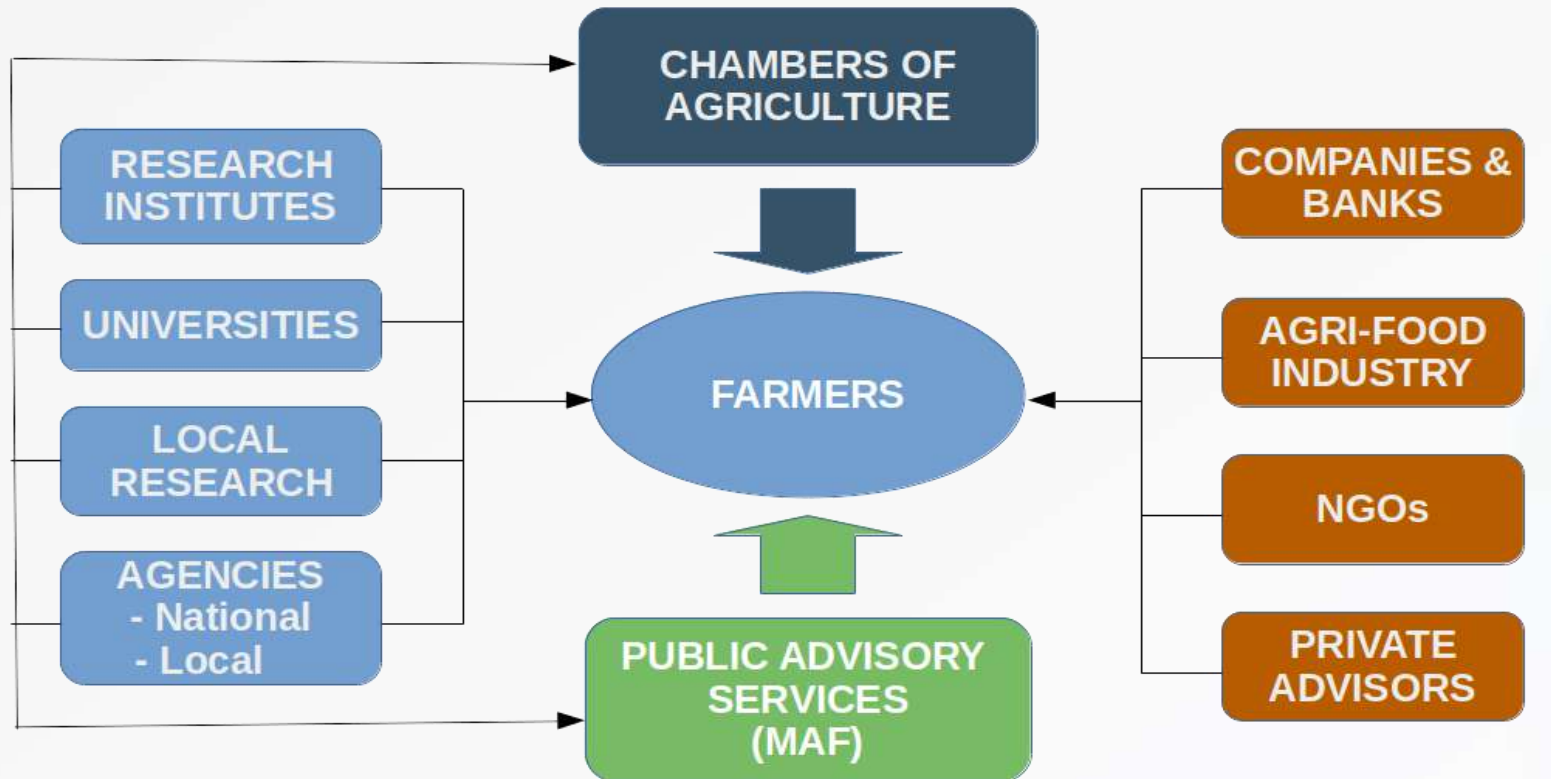 CHAMBERS OF
AGRICULTURE
RESEARCH
INSTITUTES
UNIVERSITIES
LOCAL
RESEARCH
AGENCIES
- National
- Local
FARMERS
PUBLIC ADVISORY
SERVICES
(MAF)
COMPANIES &
BANKS
AGRI-FOOD
INDUSTRY
NGOs
PRIVATE
ADVISORS